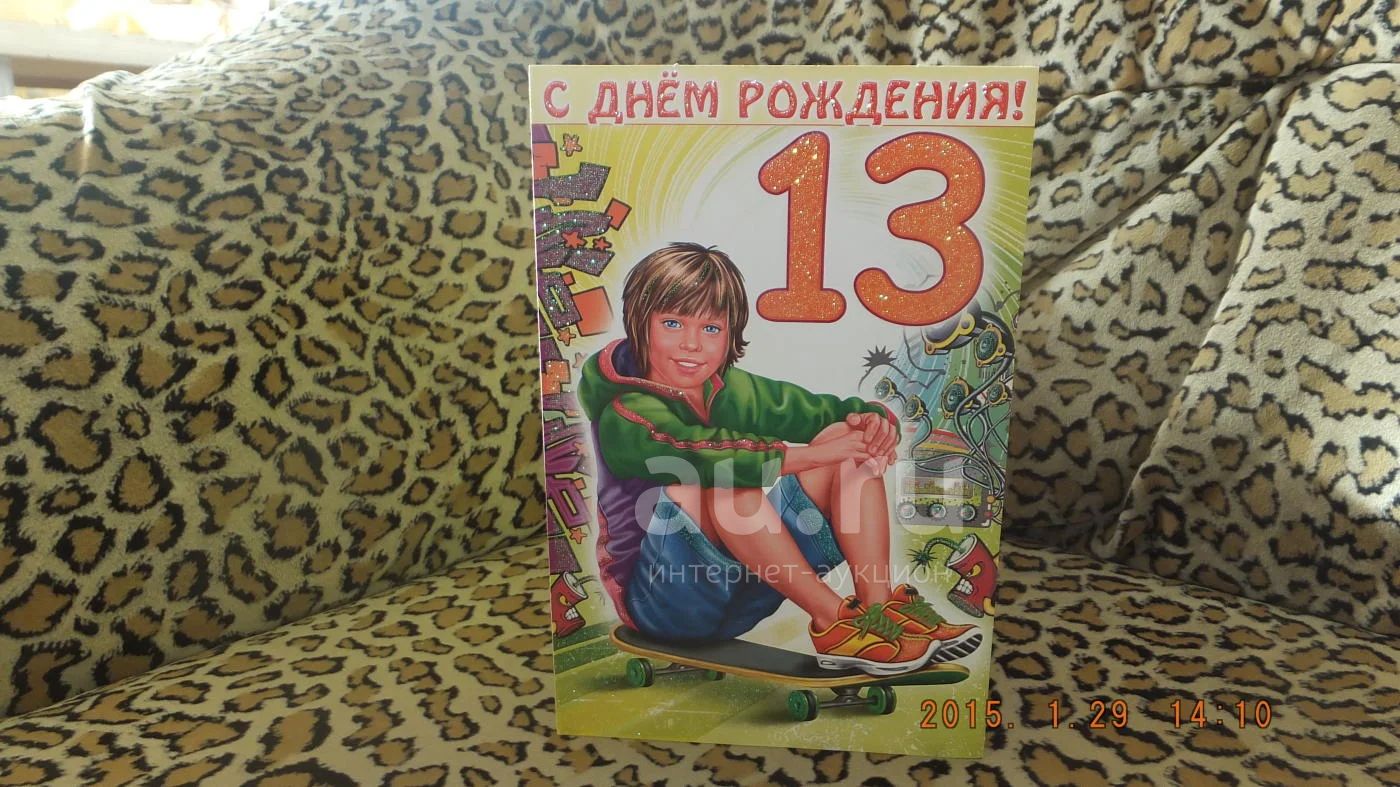 С ДНЁМ РОЖДЕНИЯ!
13
au.ru
интернет-аукцион
2015. 1.29 14:10